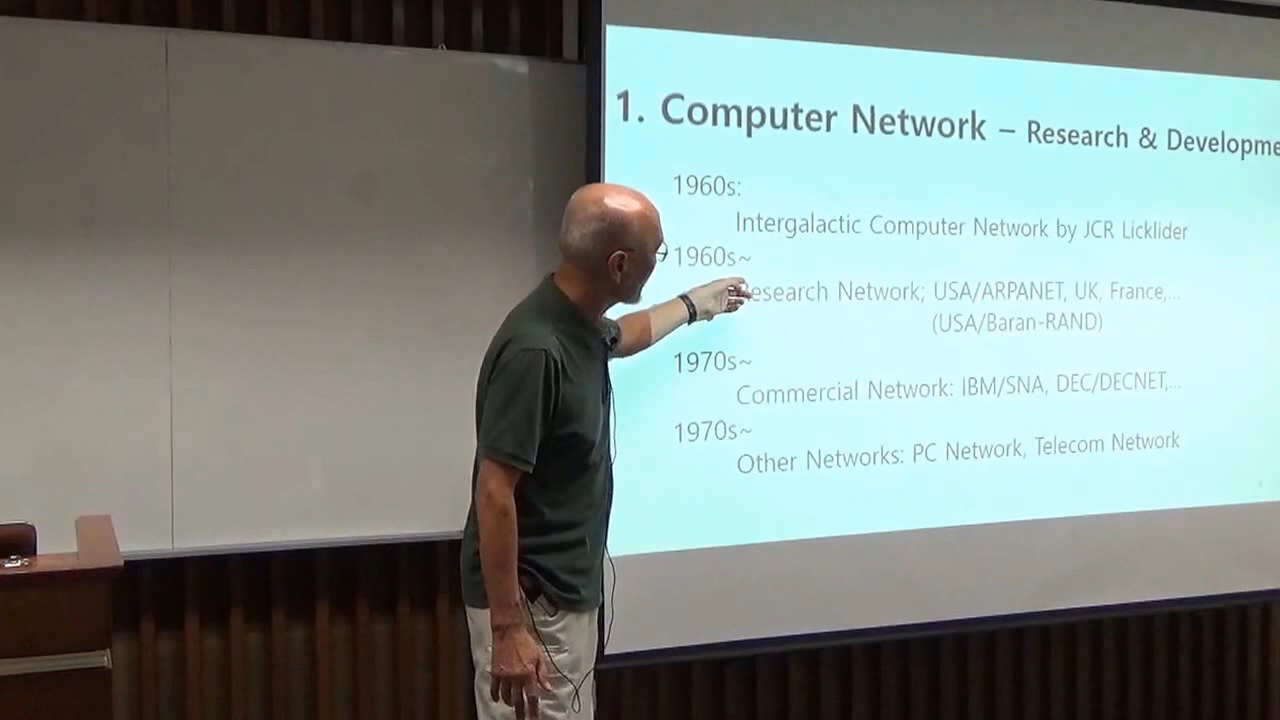 1. Computer Network – Research & Developme
1960s:
Intergalactic Computer Network by JCR Licklider
1960s~
esearch Network; USA/ARPANET, UK, France,...
(USA/Baran-RAND)
1970s~
Commercial Network: IBM/SNA, DEC/DECNET,...
1970s~
Other Networks: PC Network, Telecom Network